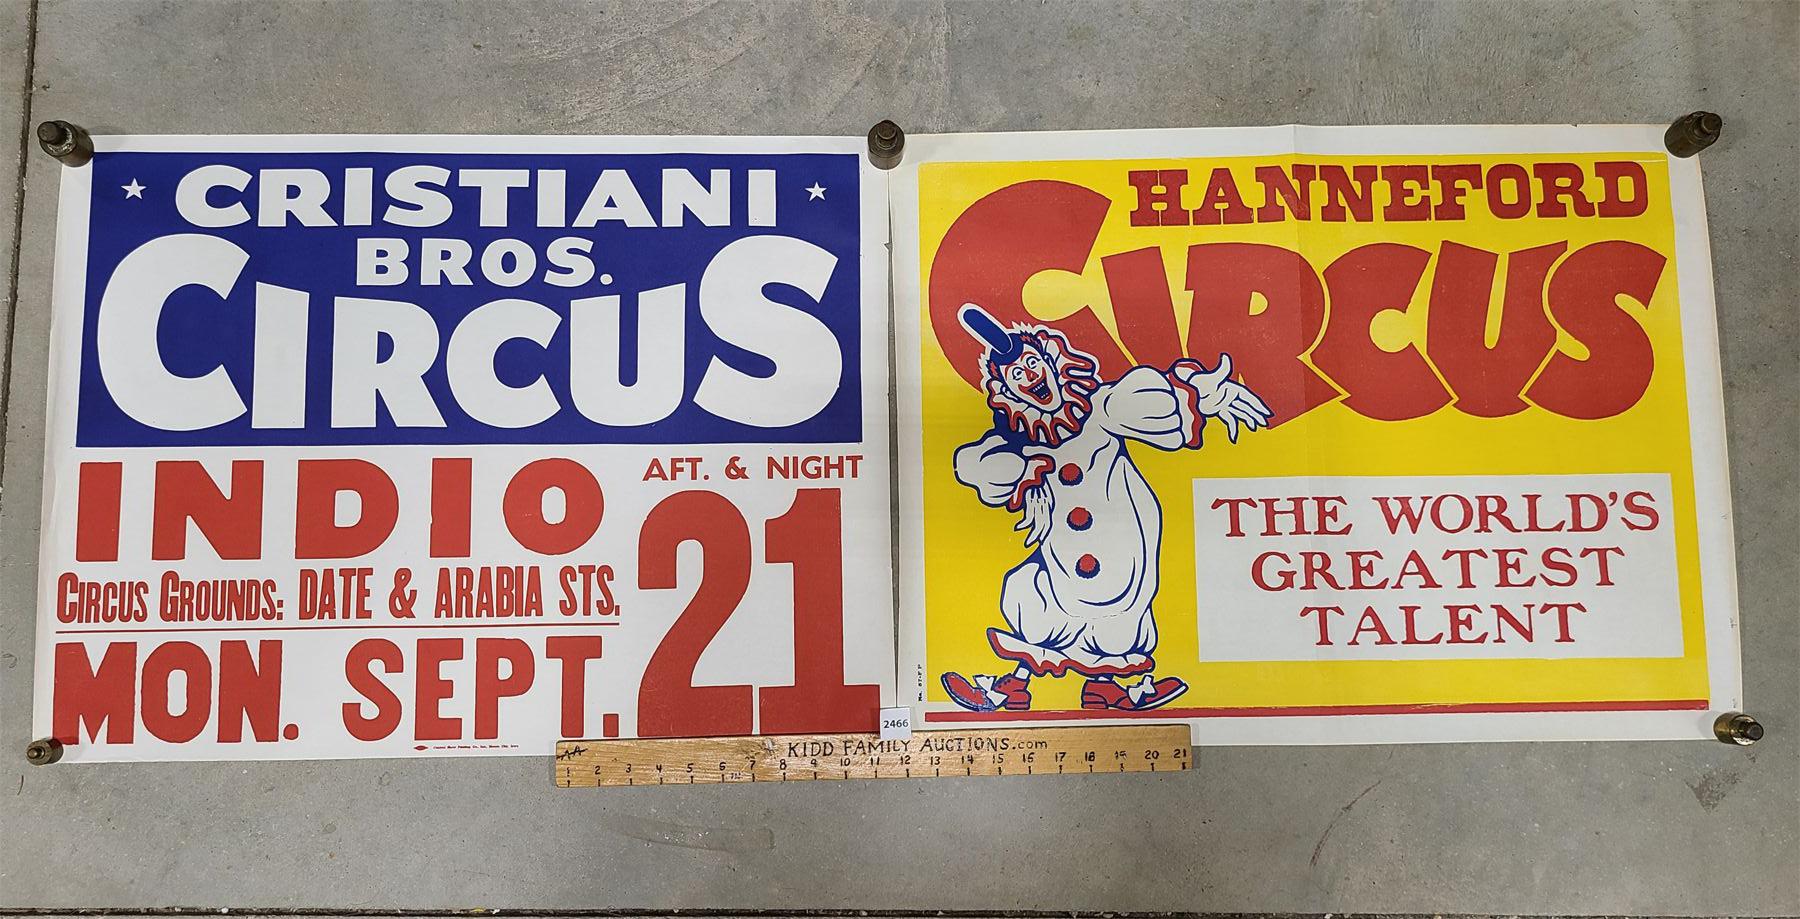 CRISTIANI
BROS.
CIRCUS
INDIO
AFT. & NIGHT
CIRCUS GROUNDS: DATE & ARABIA STS.
MON. SEPT. 21
HANNEFORD
CIRCUS
THE WORLD'S
GREATEST
TALENT
2466
KIDD FAMILY AUCTIONS.com
1 2 3 4 5 6 7 8 9 10 11 12 13 14 15 16 17 18 19 20 21